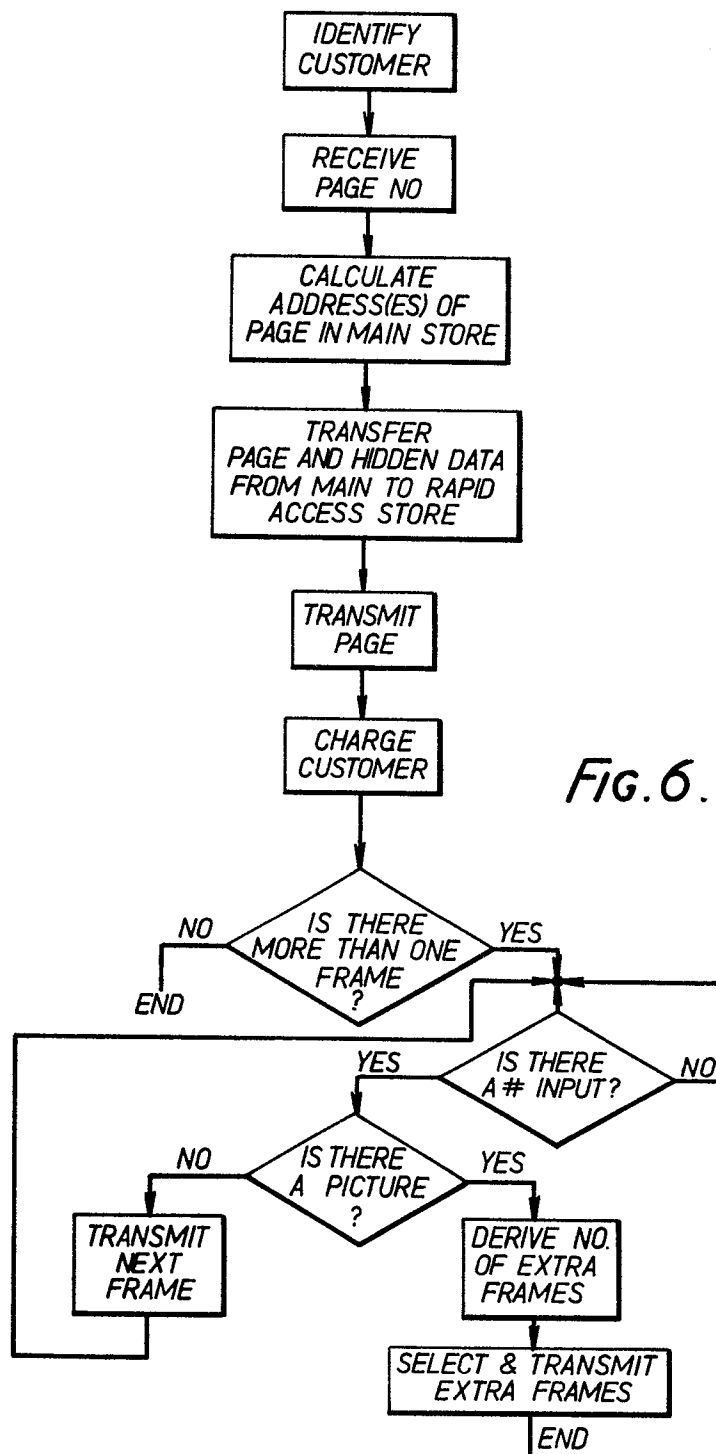 IDENTIFY
CUSTOMER
RECEIVE
PAGE NO
CALCULATE
ADDRESS(ES) OF
PAGE IN MAIN STORE
TRANSFER
PAGE AND HIDDEN DATA
FROM MAIN TO RAPID
ACCESS STORE
TRANSMIT
PAGE
CHARGE
CUSTOMER
FIG. 6.
NO
IS THERE
MORE THAN ONE
FRAME
?
YES
END
YES
IS THERE
A # INPUT?
NO
NO
IS THERE
A PICTURE
?
YES
TRANSMIT
NEXT
FRAME
DERIVE NO.
OF EXTRA
FRAMES
SELECT & TRANSMIT
EXTRA FRAMES
END